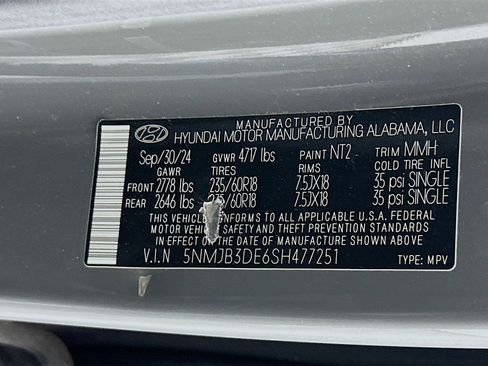 MANUFACTURED BY
HYUNDAI MOTOR MANUFACTURING ALABAMA, LLC
Sep/30/24 GVWR 4717 lbs PAINT NT2 TRIM MMH
GAWR TIRES RIMS COLD TIRE INFL
FRONT 2778 lbs 235/60R18 7.5JX18 35 psi SINGLE
REAR 2646 lbs 235/60R18 7.5JX18 35 psi SINGLE
THIS VEHICLE CONFORMS TO ALL APPLICABLE U.S.A. FEDERAL
MOTOR VEHICLE SAFETY AND THEFT PREVENTION STANDARDS
IN EFFECT ON THE DATE OF MANUFACTURE SHOWN ABOVE.
V.I.N 5NMJB3DE6SH477251 TYPE: MPV